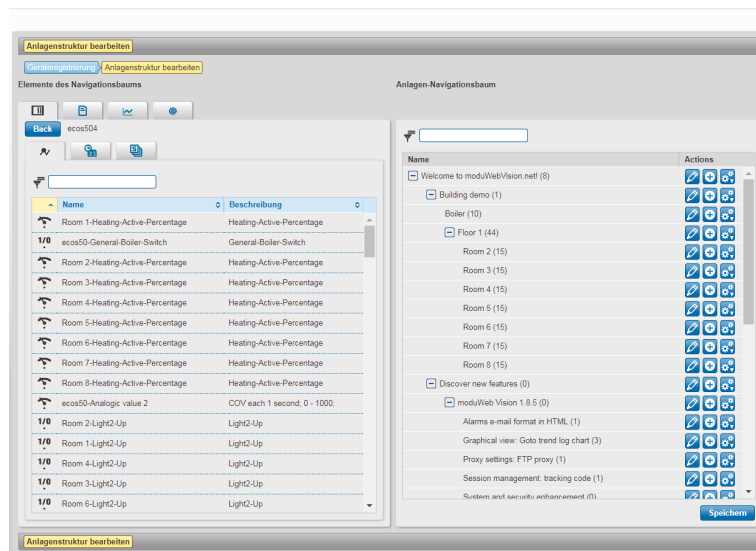 Anlagenstruktur bearbeiten
Geräteregistrierung Anlagenstruktur bearbeiten
Elemente des Navigationsbaums
Anlagen-Navigationsbaum
Back ecos504
Name Beschreibung
Room 1-Heating-Active-Percentage Heating-Active-Percentage
1/0 ecos50-General-Boiler-Switch General-Boiler-Switch
Room 2-Heating-Active-Percentage Heating-Active-Percentage
Room 3-Heating-Active-Percentage Heating-Active-Percentage
Room 4-Heating-Active-Percentage Heating-Active-Percentage
Room 5-Heating-Active-Percentage Heating-Active-Percentage
Room 6-Heating-Active-Percentage Heating-Active-Percentage
Room 7-Heating-Active-Percentage Heating-Active-Percentage
Room 8-Heating-Active-Percentage Heating-Active-Percentage
ecos50-Analogic value 2 COV each 1 second; 0 - 1000;
1/0 Room 2-Light2-Up Light2-Up
1/0 Room 1-Light2-Up Light2-Up
1/0 Room 4-Light2-Up Light2-Up
1/0 Room 3-Light2-Up Light2-Up
1/0 Room 6-Light2-Up Light2-Up
Name Actions
Welcome to moduWebVision.net! (8)
Building demo (1)
Boiler (10)
Floor 1 (44)
Room 2 (15)
Room 3 (15)
Room 4 (15)
Room 5 (15)
Room 6 (15)
Room 7 (15)
Room 8 (15)
Discover new features (0)
moduWeb Vision 1.8.5 (0)
Alarms e-mail format in HTML (1)
Graphical view: Goto trend log chart (3)
Proxy settings: FTP proxy (1)
Session management: tracking code (1)
System and security enhancement (0)
Speichern
Anlagenstruktur bearbeiten